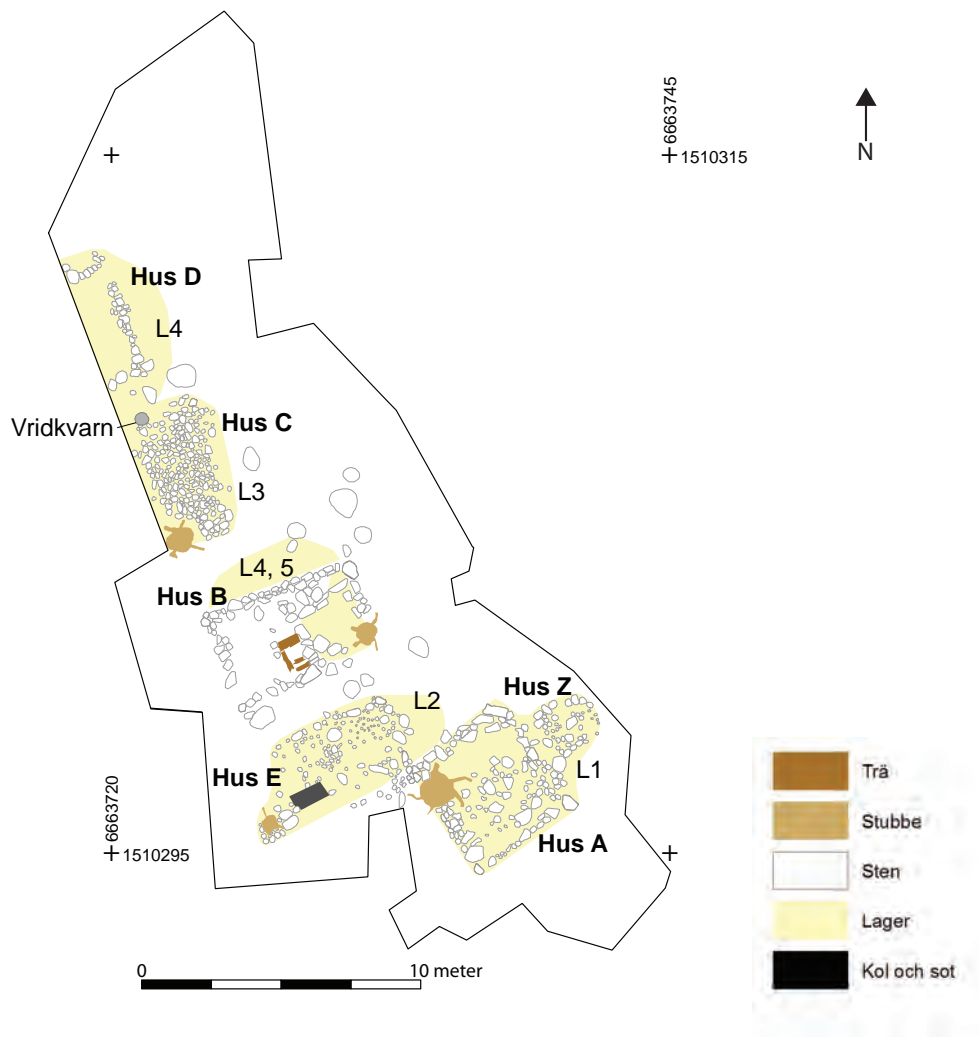 6663745
1510315
N
Hus D
L4
Vridkvarn
Hus C
L3
L4, 5
Hus B
Hus Z
L2
Hus E
L1
Hus A
6663720
1510295
0
10 meter
Trä
Stubbe
Sten
Lager
Kol och sot